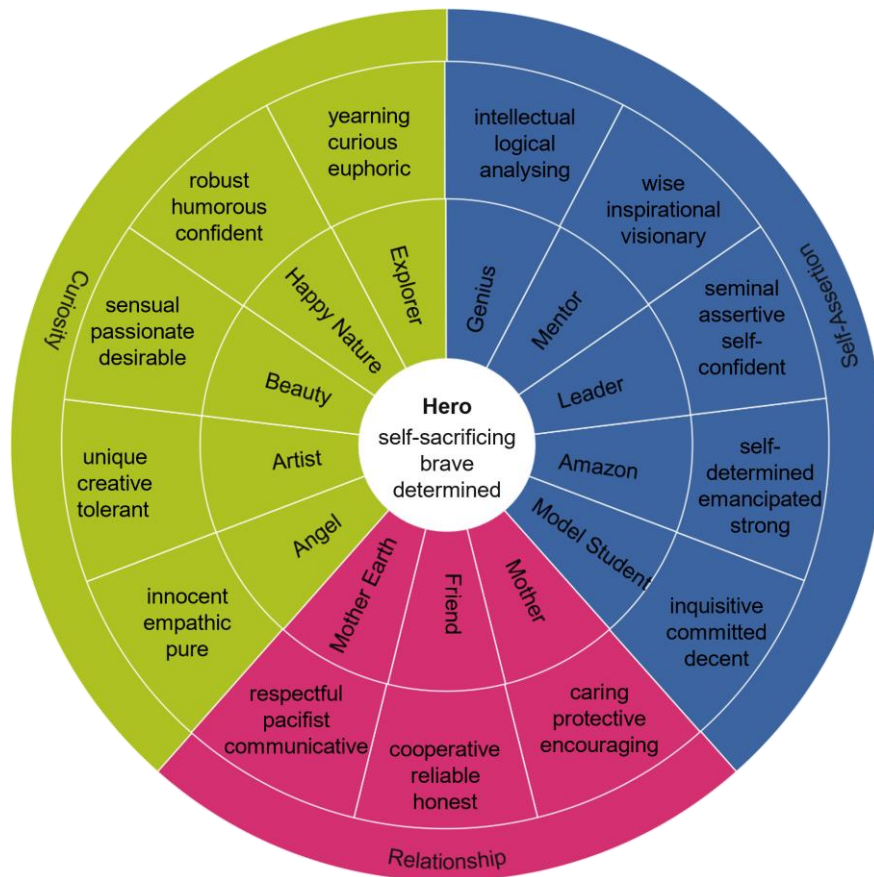 yearning
curious
euphoric
intellectual
logical
analysing
robust
humorous
confident
wise
inspirational
visionary
Explorer
Genius
Happy Nature
Mentor
Curiosity
Self-Assertion
sensual
passionate
desirable
seminal
assertive
self-
confident
Beauty
Leader
Hero
self-sacrificing
brave
determined
unique
creative
tolerant
Artist
Amazon
self-
determined
emancipated
strong
Angel
Model Student
innocent
empathic
pure
inquisitive
committed
decent
Mother Earth
Friend
Mother
respectful
pacifist
communicative
cooperative
reliable
honest
caring
protective
encouraging
Relationship